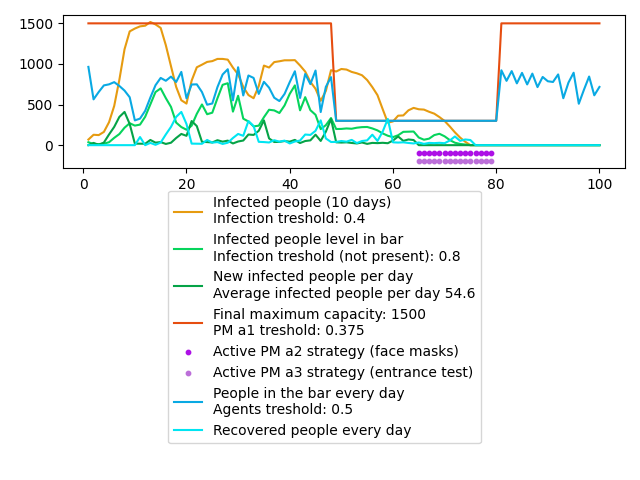 1500
1000
500
0
0
20
40
60
80
100
Infected people (10 days)
Infection treshold: 0.4
Infected people level in bar
Infection treshold (not present): 0.8
New infected people per day
Average infected people per day 54.6
Final maximum capacity: 1500
PM a1 treshold: 0.375
Active PM a2 strategy (face masks)
Active PM a3 strategy (entrance test)
People in the bar every day
Agents treshold: 0.5
Recovered people every day